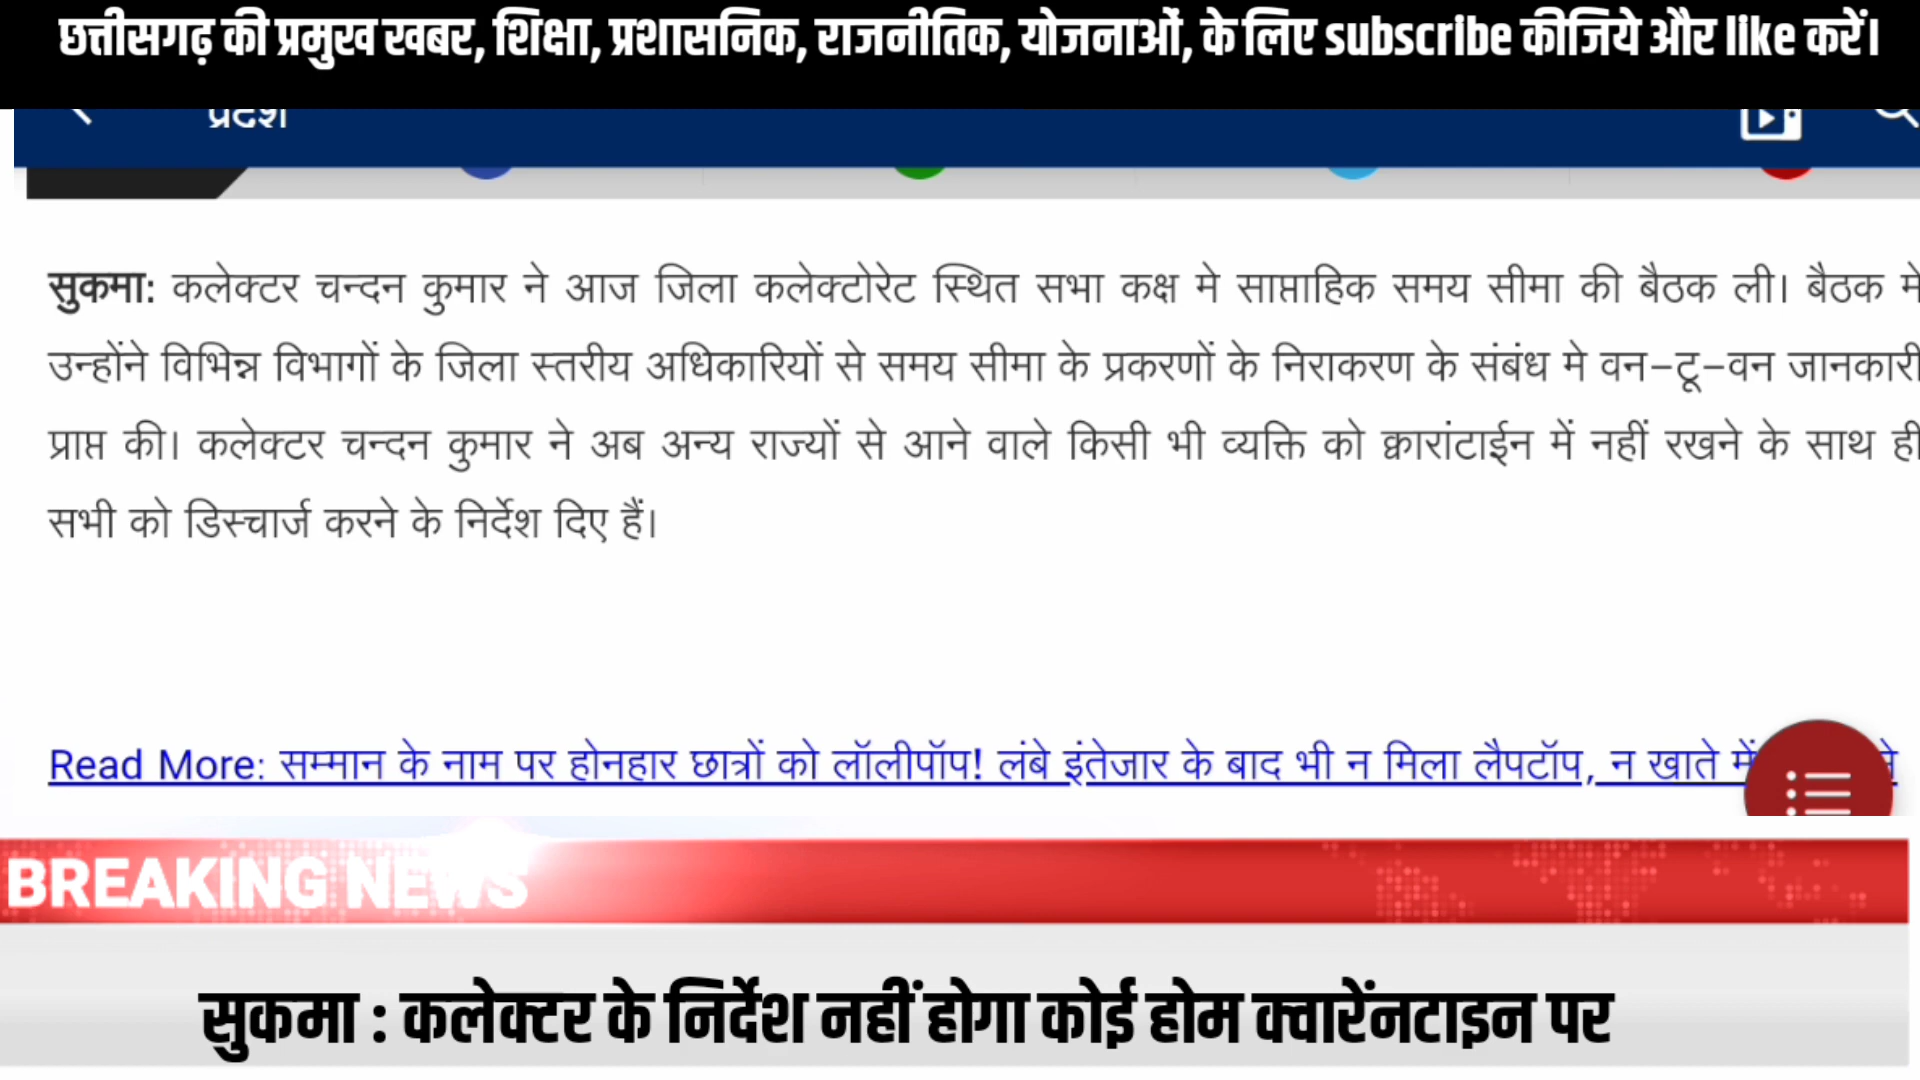 छत्तीसगढ़ की प्रमुख खबर, शिक्षा, प्रशासनिक, राजनीतिक, योजनाओं, के लिए subscribe कीजिये और like करें।
प्रदेश
सुकमा: कलेक्टर चन्दन कुमार ने आज जिला कलेक्टोरेट स्थित सभा कक्ष मे साप्ताहिक समय सीमा की बैठक ली। बैठक मे
उन्होंने विभिन्न विभागों के जिला स्तरीय अधिकारियों से समय सीमा के प्रकरणों के निराकरण के संबंध मे वन–टू–वन जानकारी
प्राप्त की। कलेक्टर चन्दन कुमार ने अब अन्य राज्यों से आने वाले किसी भी व्यक्ति को क्वारांटाईन में नहीं रखने के साथ ही
सभी को डिस्चार्ज करने के निर्देश दिए हैं।
Read More: सम्मान के नाम पर होनहार छात्रों को लॉलीपॉप! लंबे इंतेजार के बाद भी न मिला लैपटॉप, न खाते में
BREAKING NEWS
सुकमा : कलेक्टर के निर्देश नहीं होगा कोई होम क्वारेंनटाइन पर